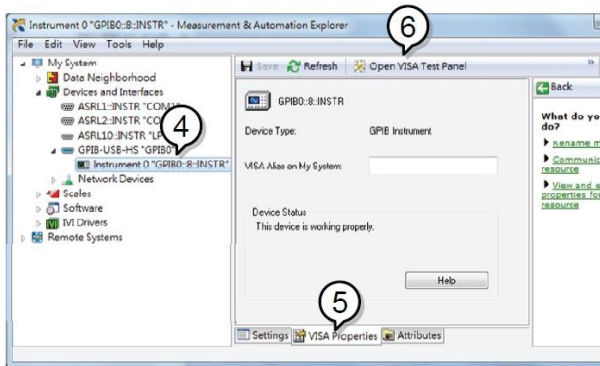 Instrument 0 "GPIB0::8::INSTR" - Measurement & Automation Explorer
File Edit View Tools Help
My System
Data Neighborhood
Devices and Interfaces
ASRL1::INSTR "COM1"
ASRL2::INSTR "CO
ASRL10::INSTR "LP
GPIB-USB-HS "GPIB0"
Instrument 0 "GPIB0::8::INSTR"
Network Devices
Scales
Software
IVI Drivers
Remote Systems
4
6
Save Refresh Open VISA Test Panel »
GPIB0::8::INSTR
Device Type: GPIB Instrument
VISA Alias on My System:
Device Status
This device is working properly.
Help
5
Settings VISA Properties Attributes
Back
What do yo
do?
Rename m
Communic
resource
View and e
properties for
resource